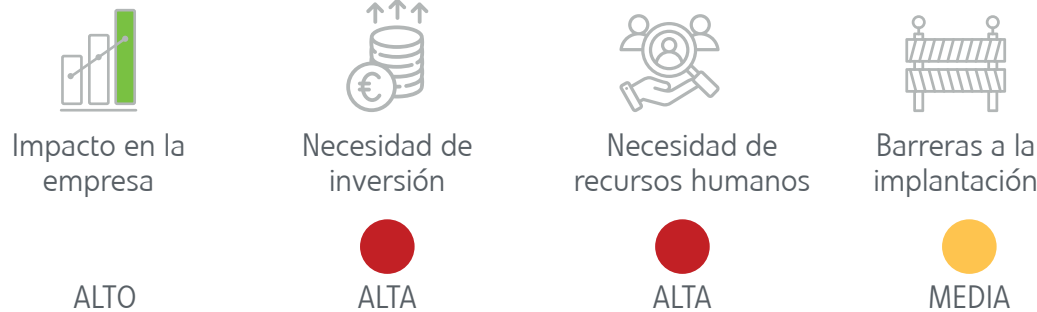 Impacto en la
empresa
ALTO
Necesidad de
inversión
ALTA
Necesidad de
recursos humanos
ALTA
Barreras a la
implantación
MEDIA